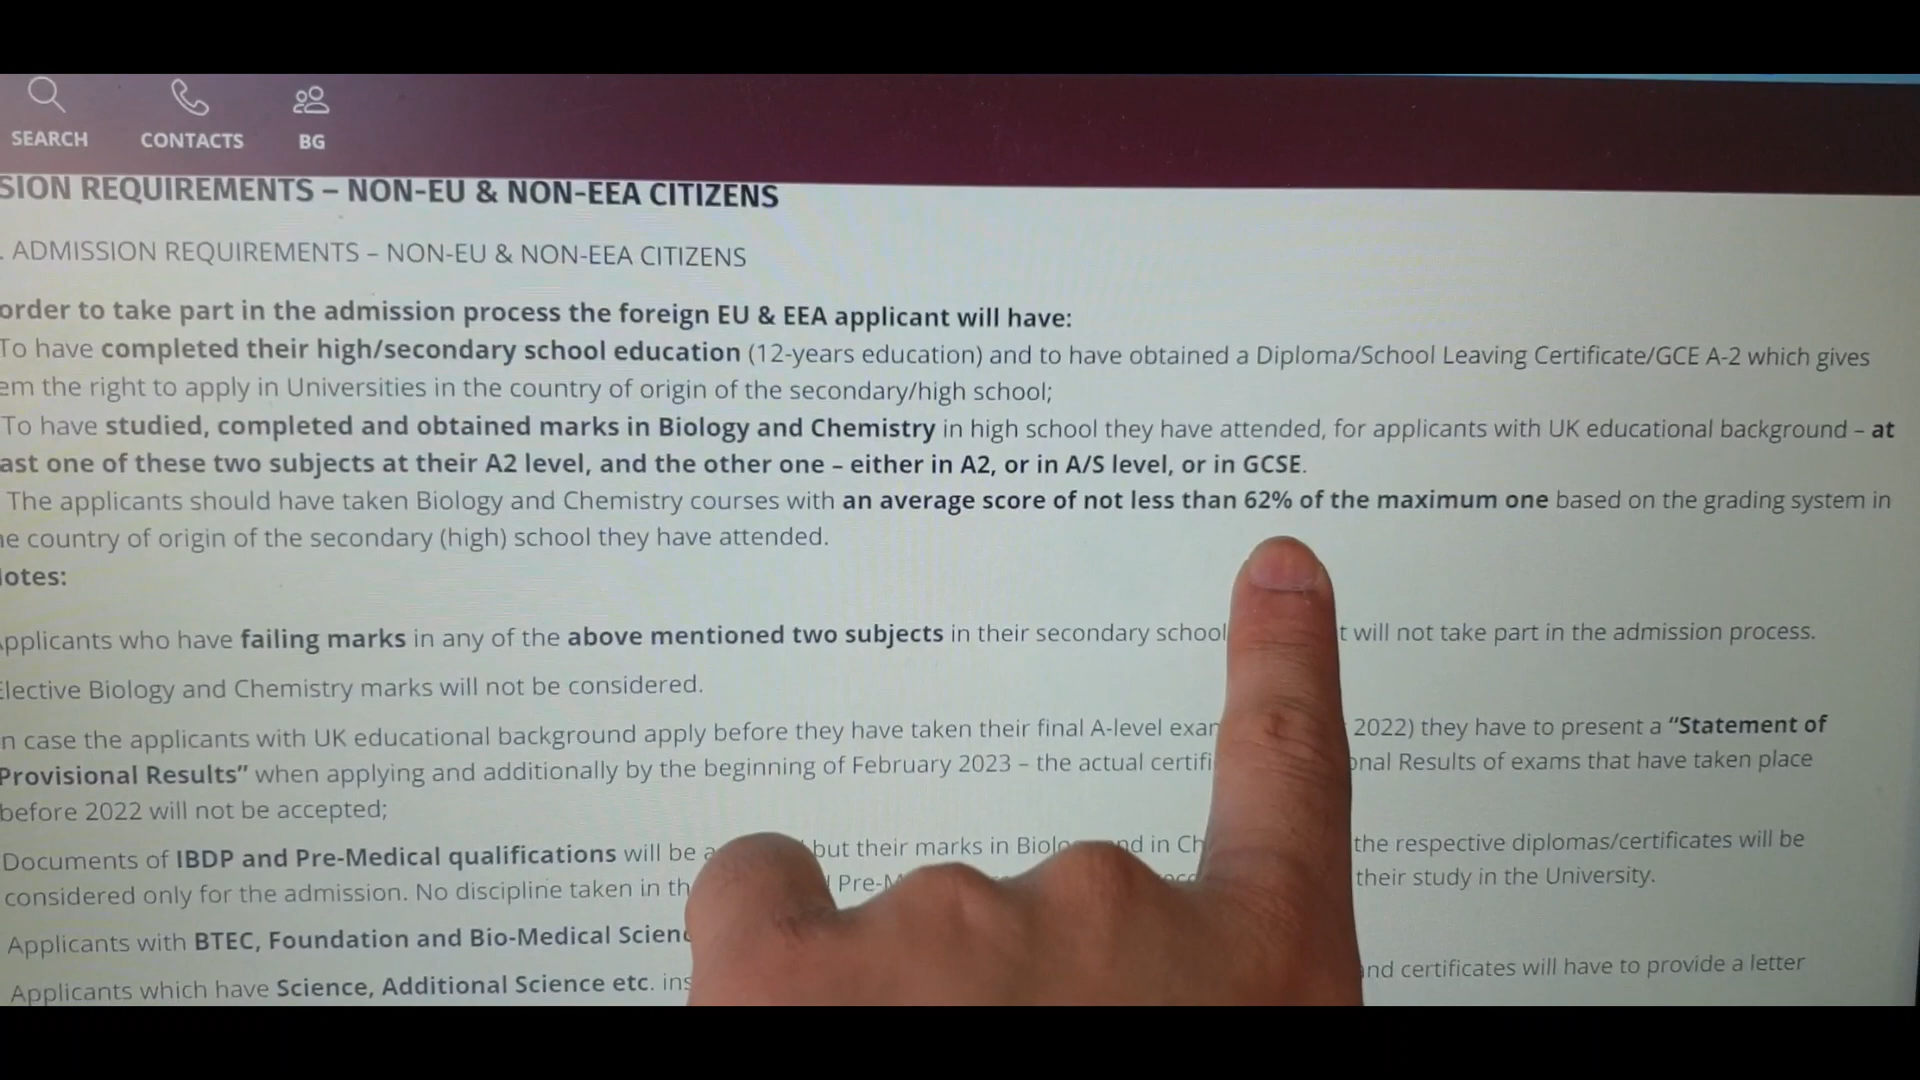 SEARCH CONTACTS BG
SION REQUIREMENTS – NON-EU & NON-EEA CITIZENS
. ADMISSION REQUIREMENTS – NON-EU & NON-EEA CITIZENS
order to take part in the admission process the foreign EU & EEA applicant will have:
To have completed their high/secondary school education (12-years education) and to have obtained a Diploma/School Leaving Certificate/GCE A-2 which gives
em the right to apply in Universities in the country of origin of the secondary/high school;
To have studied, completed and obtained marks in Biology and Chemistry in high school they have attended, for applicants with UK educational background – at
ast one of these two subjects at their A2 level, and the other one – either in A2, or in A/S level, or in GCSE.
The applicants should have taken Biology and Chemistry courses with an average score of not less than 62% of the maximum one based on the grading system in
e country of origin of the secondary (high) school they have attended.
otes:
pplicants who have failing marks in any of the above mentioned two subjects in their secondary school t will not take part in the admission process.
Elective Biology and Chemistry marks will not be considered.
n case the applicants with UK educational background apply before they have taken their final A-level exam 2022) they have to present a “Statement of
Provisional Results” when applying and additionally by the beginning of February 2023 – the actual certifi onal Results of exams that have taken place
before 2022 will not be accepted;
Documents of IBDP and Pre-Medical qualifications will be a but their marks in Biolo nd in Ch the respective diplomas/certificates will be
considered only for the admission. No discipline taken in th Pre-M their study in the University.
Applicants with BTEC, Foundation and Bio-Medical Scienc
Applicants which have Science, Additional Science etc. ins nd certificates will have to provide a letter